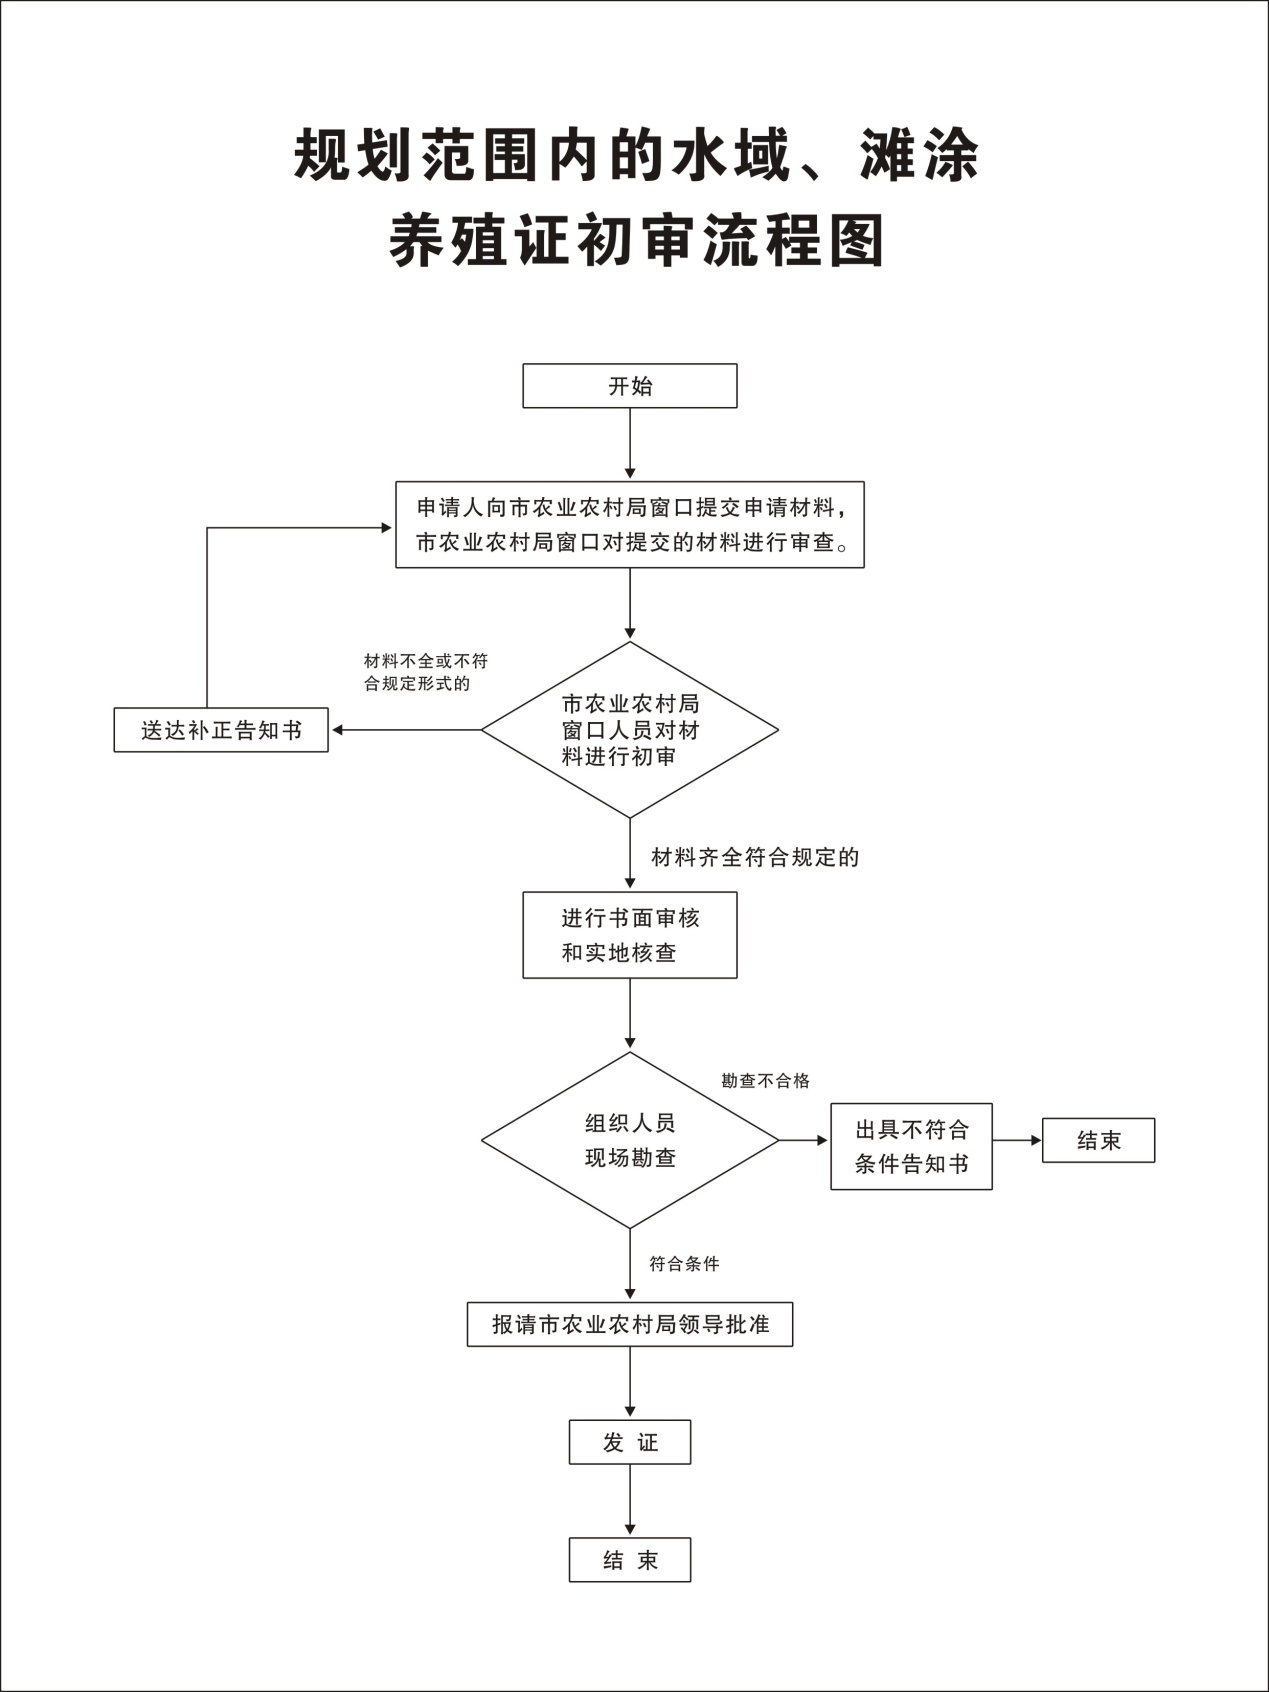 规划范围内的水域、滩涂
养殖证初审流程图
开始
申请人向市农业农村局窗口提交申请材料，
市农业农村局窗口对提交的材料进行审查。
材料不全或不符
合规定形式的
送达补正告知书
市农业农村局
窗口人员对材
料进行初审
材料齐全符合规定的
进行书面审核
和实地核查
组织人员
现场勘查
勘查不合格
出具不符合
条件告知书
结束
符合条件
报请市农业农村局领导批准
发 证
结 束